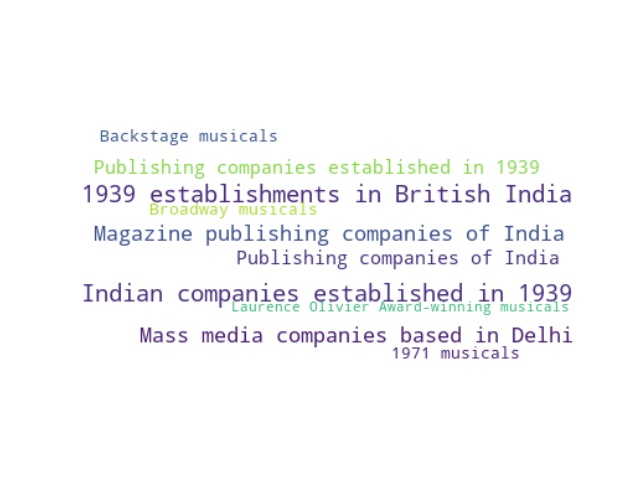 Backstage musicals
Publishing companies established in 1939
1939 establishments in British India
Broadway musicals
Magazine publishing companies of India
Publishing companies of India
Indian companies established in 1939
Laurence Olivier Award-winning musicals
Mass media companies based in Delhi
1971 musicals